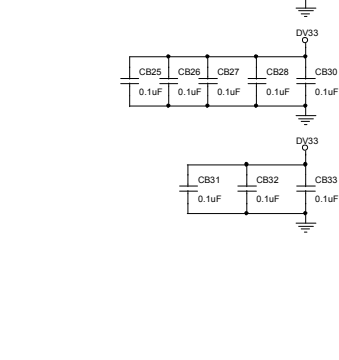 DV33
CB25 CB26 CB27 CB28 CB30
0.1uF 0.1uF 0.1uF 0.1uF 0.1uF
DV33
CB31 CB32 CB33
0.1uF 0.1uF 0.1uF